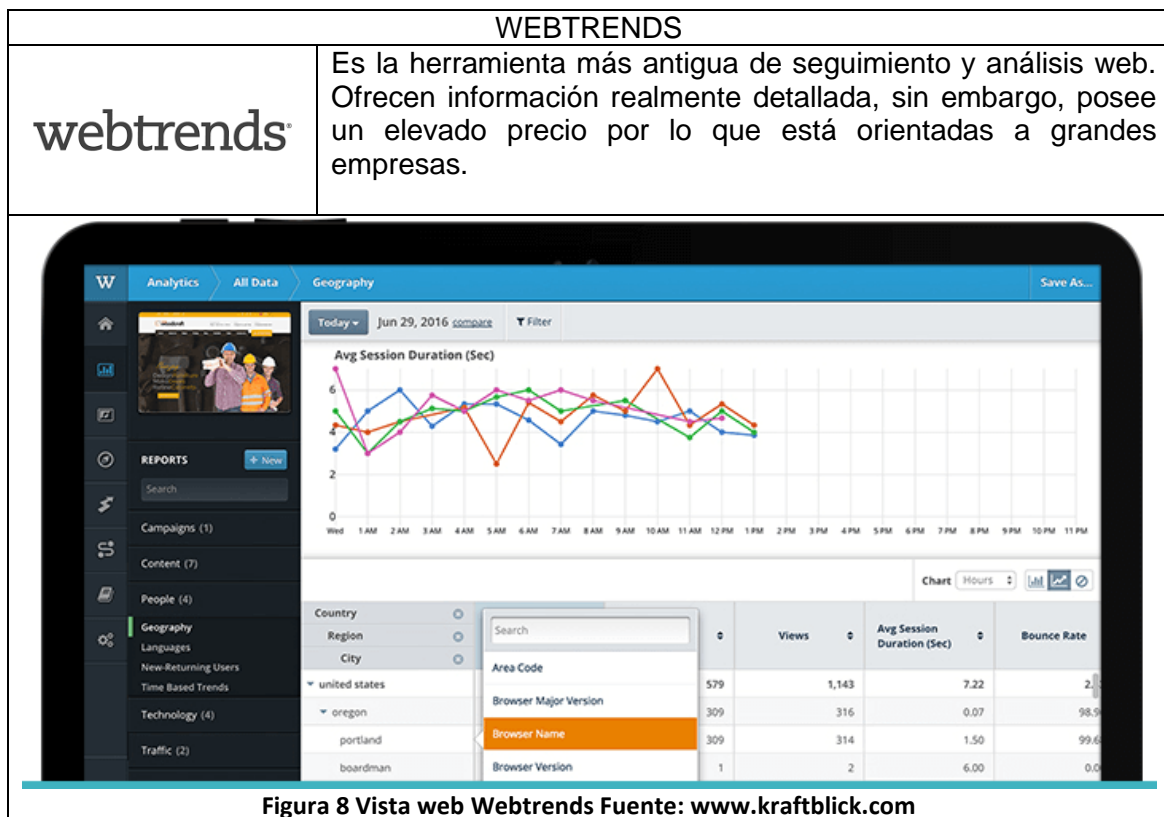 WEBTRENDS
webtrends
Es la herramienta más antigua de seguimiento y análisis web.
Ofrecen información realmente detallada, sin embargo, posee
un elevado precio por lo que está orientadas a grandes
empresas.
W Analytics All Data Geography Save As...
Today Jun 29, 2016 compare Filter
Avg Session Duration (Sec)
6
4
2
0
Wed 1 AM 2 AM 3 AM 4 AM 5 AM 6 AM 7 AM 8 AM 9 AM 10 AM 11 AM 12 PM 1 PM 2 PM 3 PM 4 PM 5 PM 6 PM 7 PM 8 PM 9 PM 10 PM 11 PM
REPORTS + New
Search
Campaigns (1)
Content (7)
People (4)
Geography
Languages
New-Returning Users
Time Based Trends
Technology (4)
Traffic (2)
Chart Hours
Country
Region
City
Views
Avg Session
Duration (Sec)
Bounce Rate
Search
Area Code
Browser Major Version
Browser Name
Browser Version
united states 579 1,143 7.22 2.
oregon 309 316 0.07 98.9
portland 309 314 1.50 99.6
boardman 1 2 6.00 0.0
Figura 8 Vista web Webtrends Fuente: www.kraftblick.com